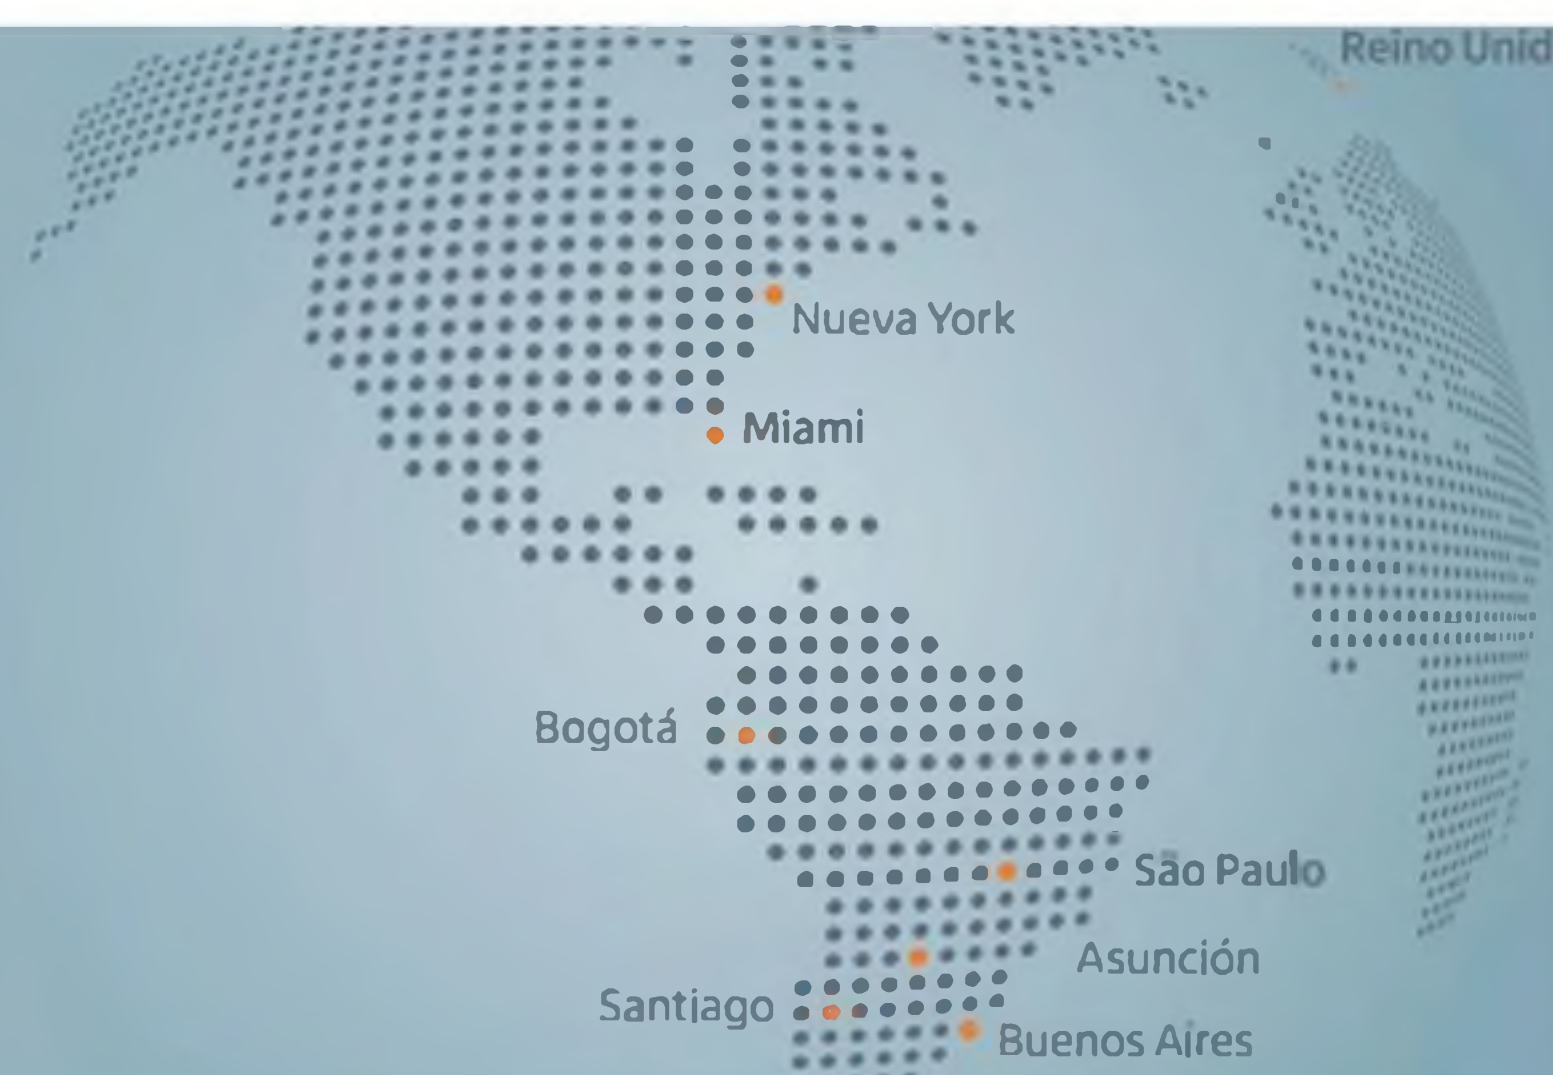 Reino Unid
Nueva York
Miami
Bogotá
São Paulo
Asunción
Santiago
Buenos Aires